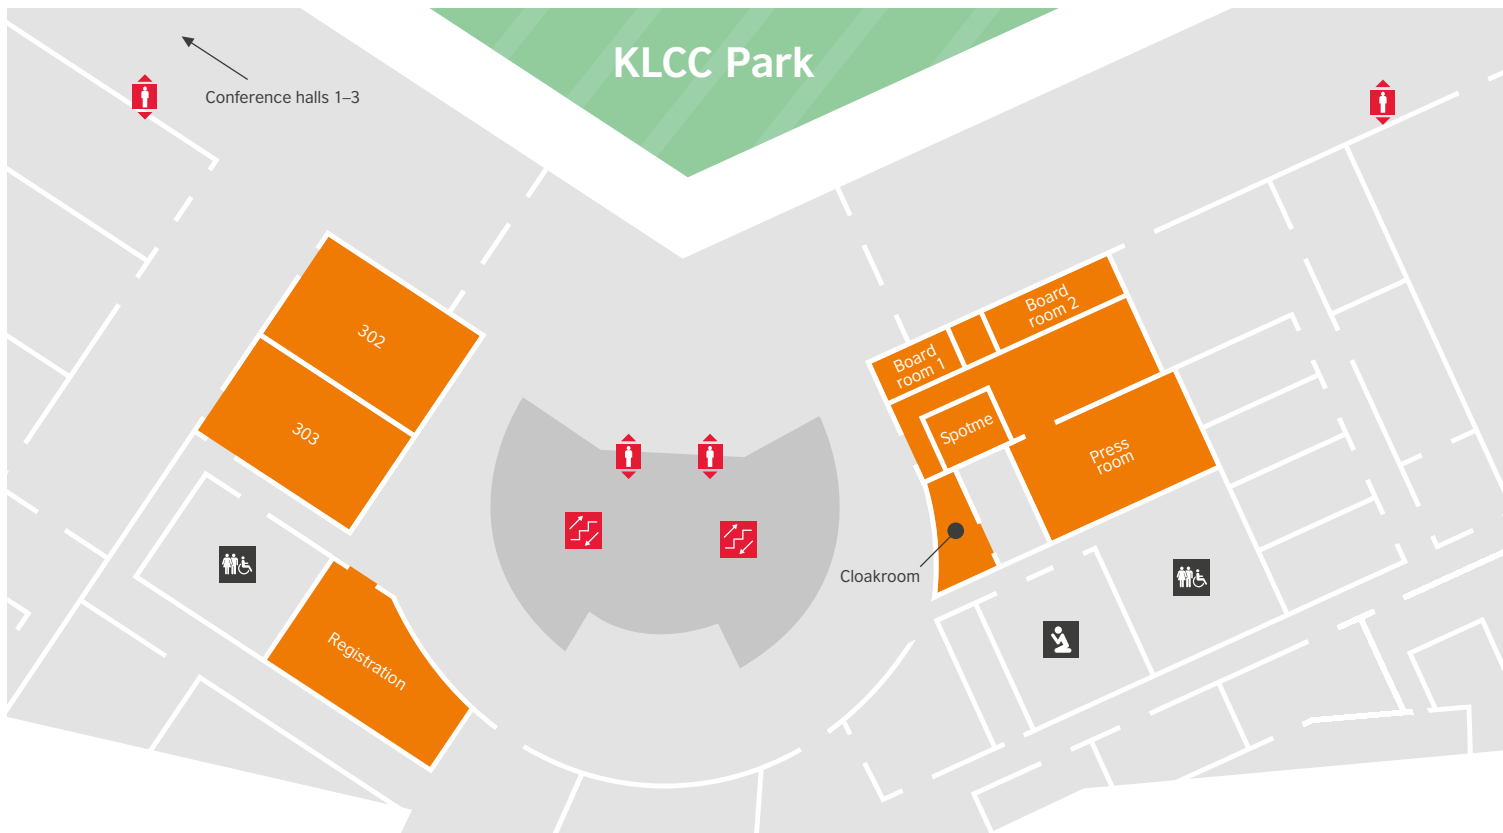 KLCC Park
Conference halls 1–3
302
303
Board
room 2
Board
room 1
Spotme
Press
room
Cloakroom
Registration